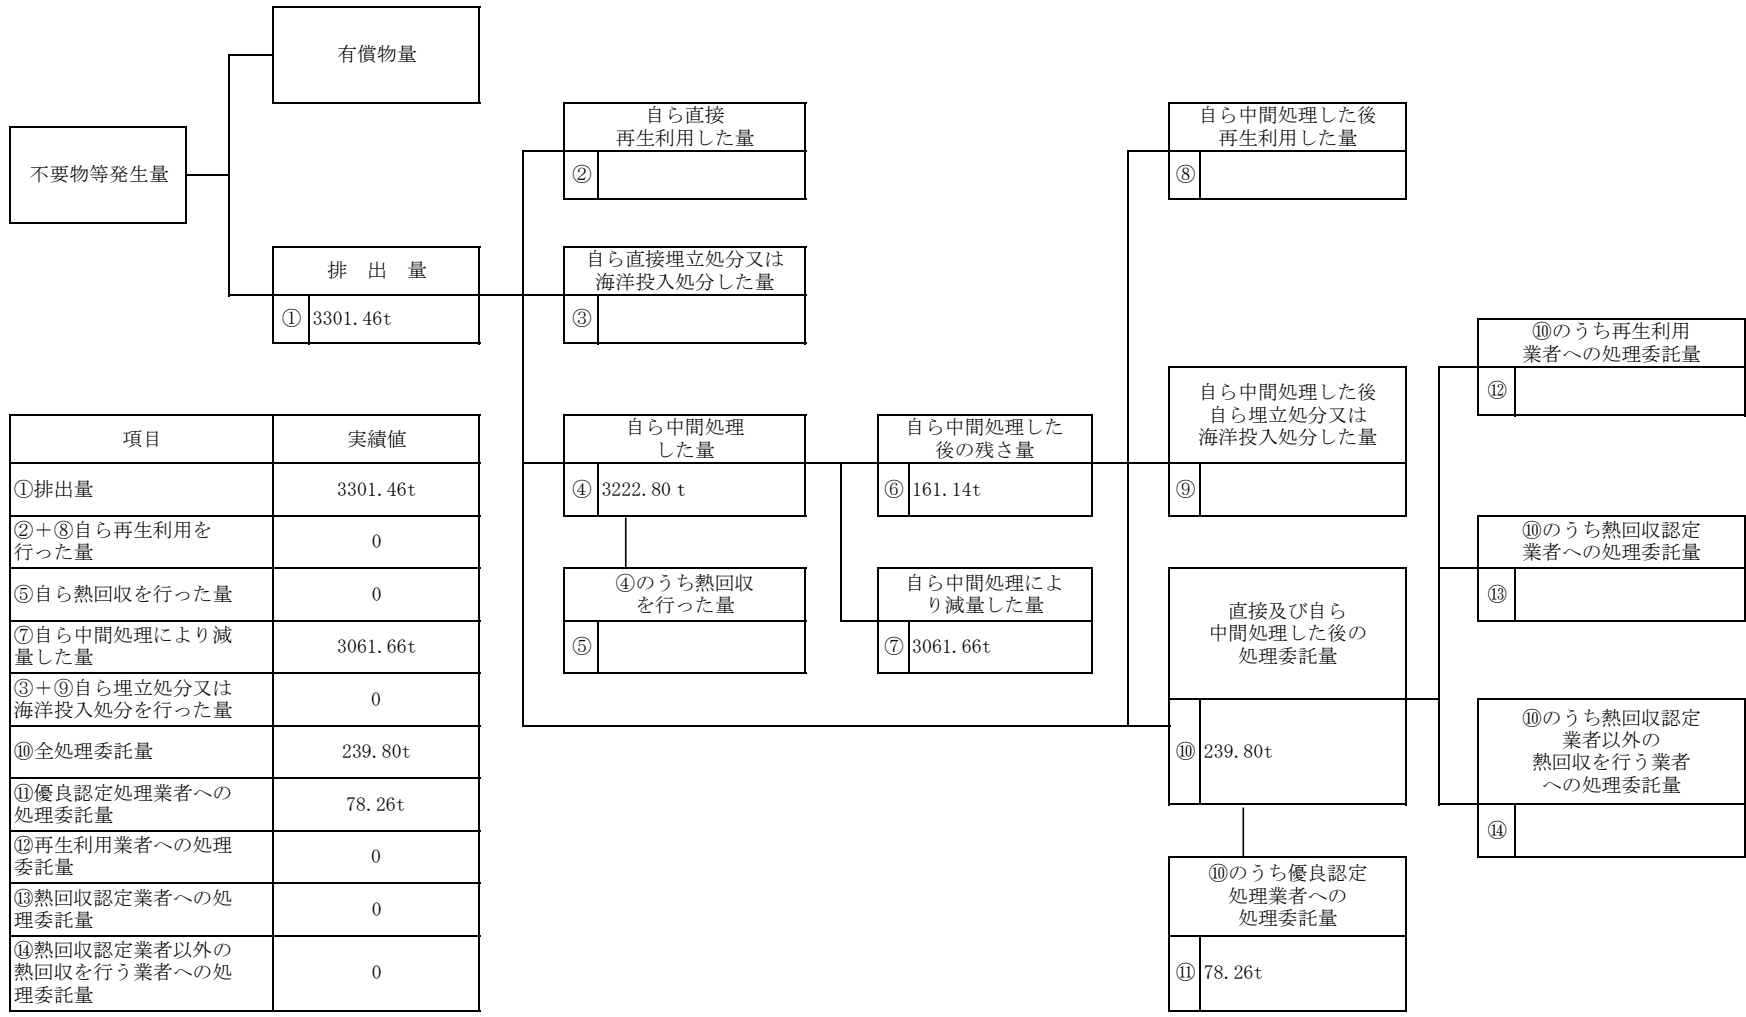 有償物量
不要物等発生量
排　出　量
① 3301.46t
自ら直接
再生利用した量
②
自ら直接埋立処分又は
海洋投入処分した量
③
自ら中間処理
した量
④ 3222.80 t
④のうち熱回収
を行った量
⑤
自ら中間処理した
後の残さ量
⑥ 161.14t
自ら中間処理によ
り減量した量
⑦ 3061.66t
自ら中間処理した後
再生利用した量
⑧
自ら中間処理した後
自ら埋立処分又は
海洋投入処分した量
⑨
直接及び自ら
中間処理した後の
処理委託量
⑩ 239.80t
⑩のうち優良認定
処理業者への
処理委託量
⑪ 78.26t
⑩のうち再生利用
業者への処理委託量
⑫
⑩のうち熱回収認定
業者への処理委託量
⑬
⑩のうち熱回収認定
業者以外の
熱回収を行う業者
への処理委託量
⑭
項目 実績値
①排出量 3301.46t
②＋⑧自ら再生利用を
行った量 0
⑤自ら熱回収を行った量 0
⑦自ら中間処理により減
量した量 3061.66t
③＋⑨自ら埋立処分又は
海洋投入処分を行った量 0
⑩全処理委託量 239.80t
⑪優良認定処理業者への
処理委託量 78.26t
⑫再生利用業者への処理
委託量 0
⑬熱回収認定業者への処
理委託量 0
⑭熱回収認定業者以外の
熱回収を行う業者への処
理委託量 0